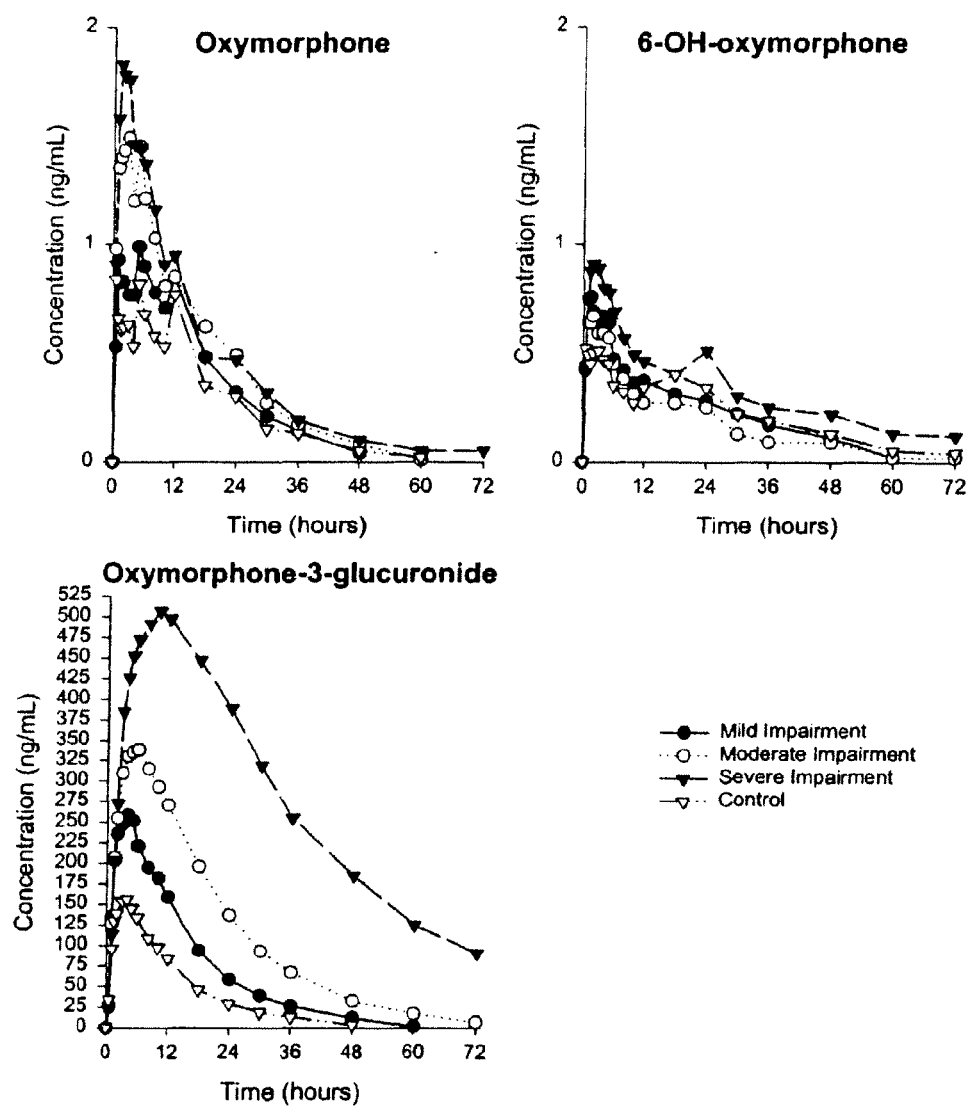 Oxymorphone
2
1
0
Concentration (ng/mL)
0 12 24 36 48 60 72
Time (hours)
6-OH-oxymorphone
2
1
0
Concentration (ng/mL)
0 12 24 36 48 60 72
Time (hours)
Oxymorphone-3-glucuronide
525
500
475
450
425
400
375
350
325
300
275
250
225
200
175
150
125
100
75
50
25
0
Concentration (ng/mL)
0 12 24 36 48 60 72
Time (hours)
Mild Impairment
Moderate Impairment
Severe Impairment
Control